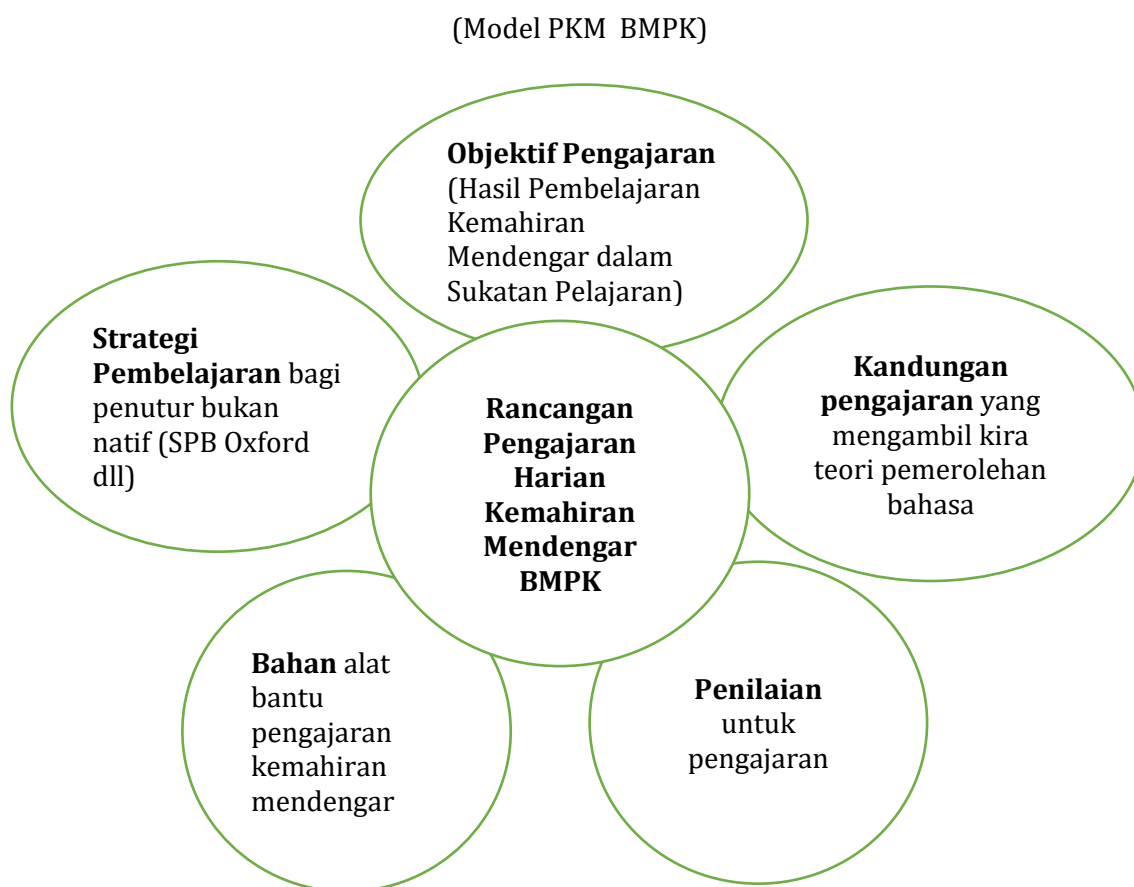 (Model PKM BMPK)
Objektif Pengajaran
(Hasil Pembelajaran
Kemahiran
Mendengar dalam
Sukatan Pelajaran)
Strategi
Pembelajaran bagi
penutur bukan
natif (SPB Oxford
dll)
Rancangan
Pengajaran
Harian
Kemahiran
Mendengar
BMPK
Kandungan
pengajaran yang
mengambil kira
teori pemerolehan
bahasa
Bahan alat
bantu
pengajaran
kemahiran
mendengar
Penilaian
untuk
pengajaran